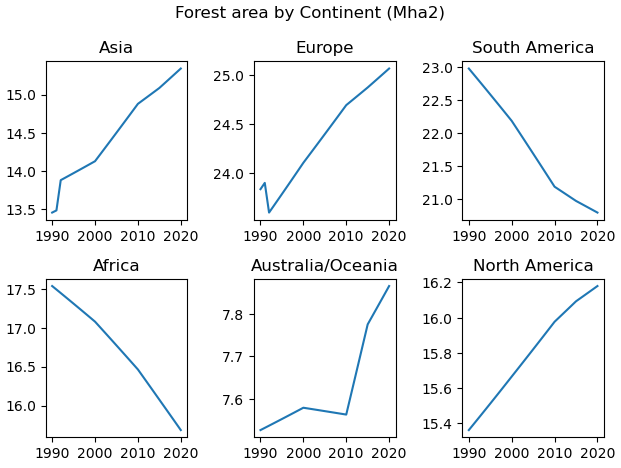 Forest area by Continent (Mha2)
Asia
15.0
14.5
14.0
13.5
1990 2000 2010 2020
Europe
25.0
24.5
24.0
1990 2000 2010 2020
South America
23.0
22.5
22.0
21.5
21.0
1990 2000 2010 2020
Africa
17.5
17.0
16.5
16.0
1990 2000 2010 2020
Australia/Oceania
7.8
7.7
7.6
1990 2000 2010 2020
North America
16.2
16.0
15.8
15.6
15.4
1990 2000 2010 2020